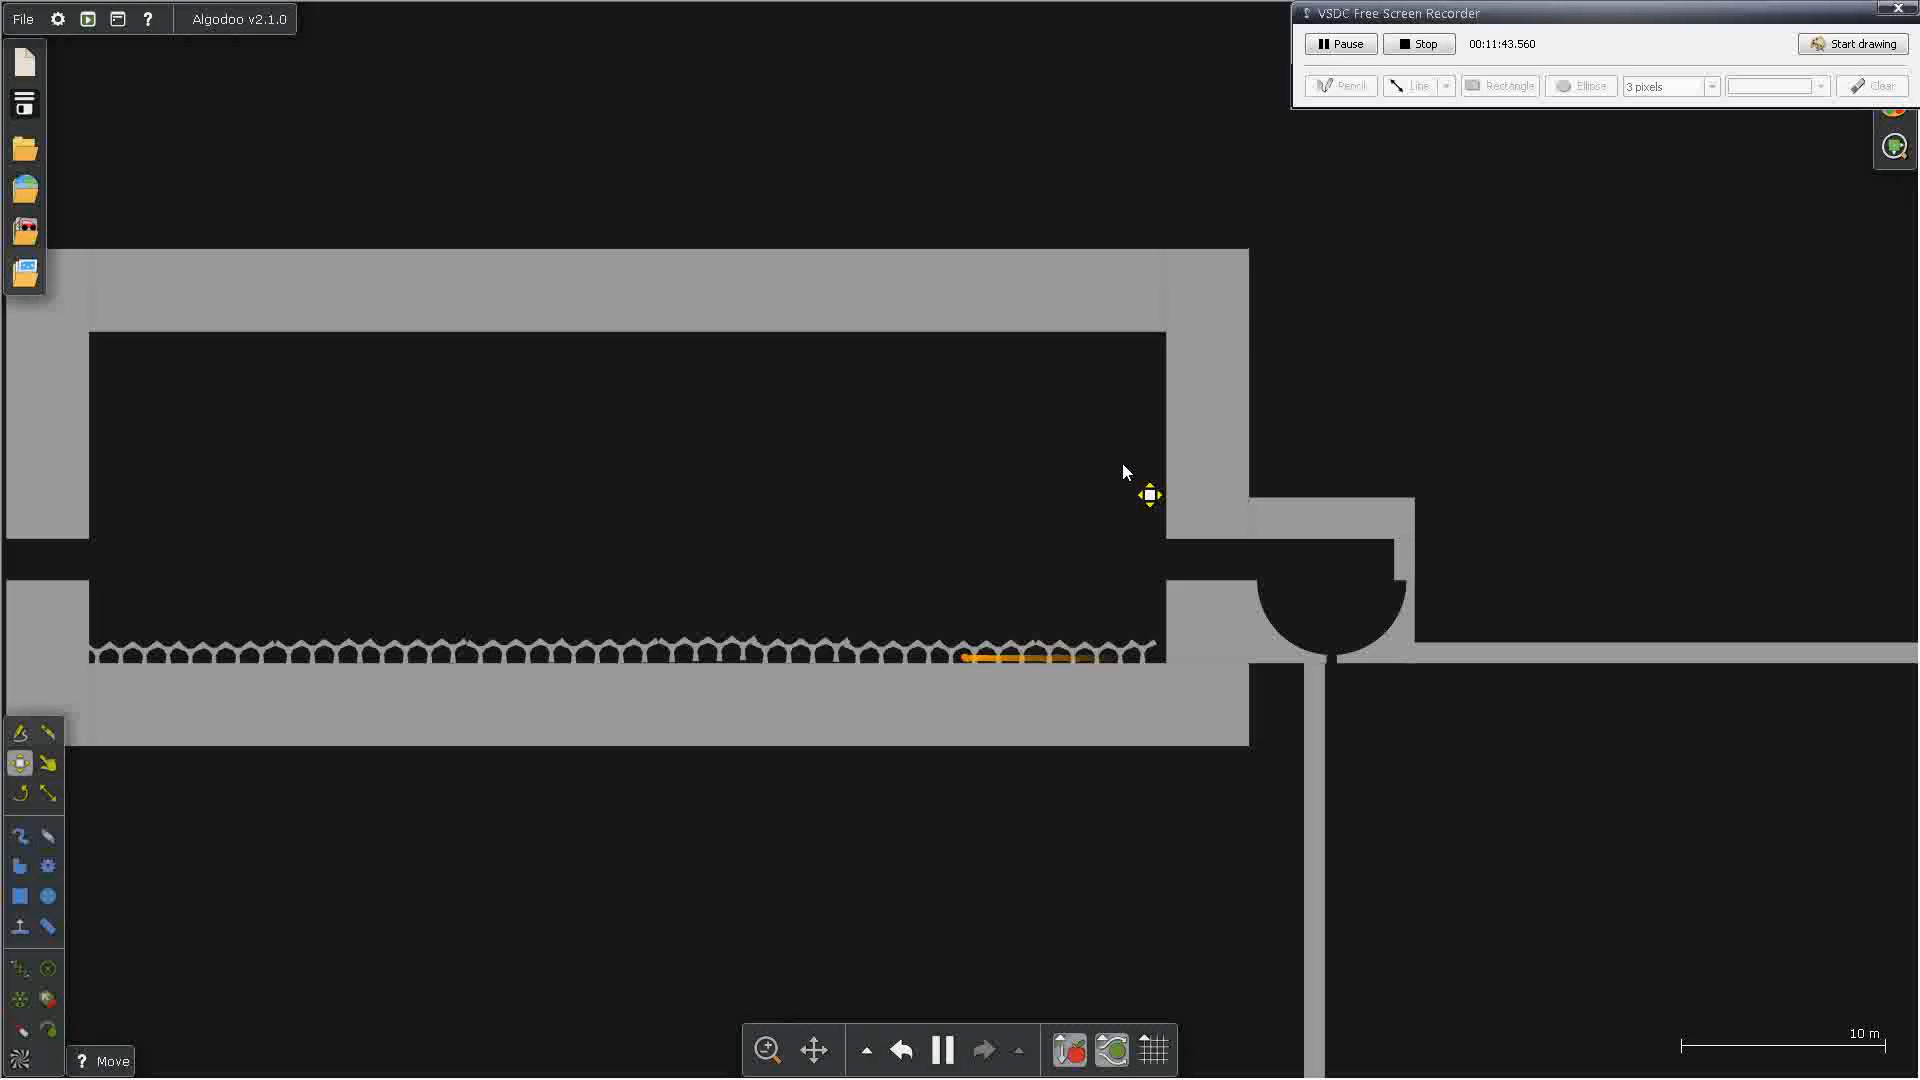 File ? Algodoo v2.1.0
VSDC Free Screen Recorder
Pause Stop 00:11:43.560 Start drawing
Pencil Line Rectangle Ellipse 3 pixels Clear
? Move
10 m